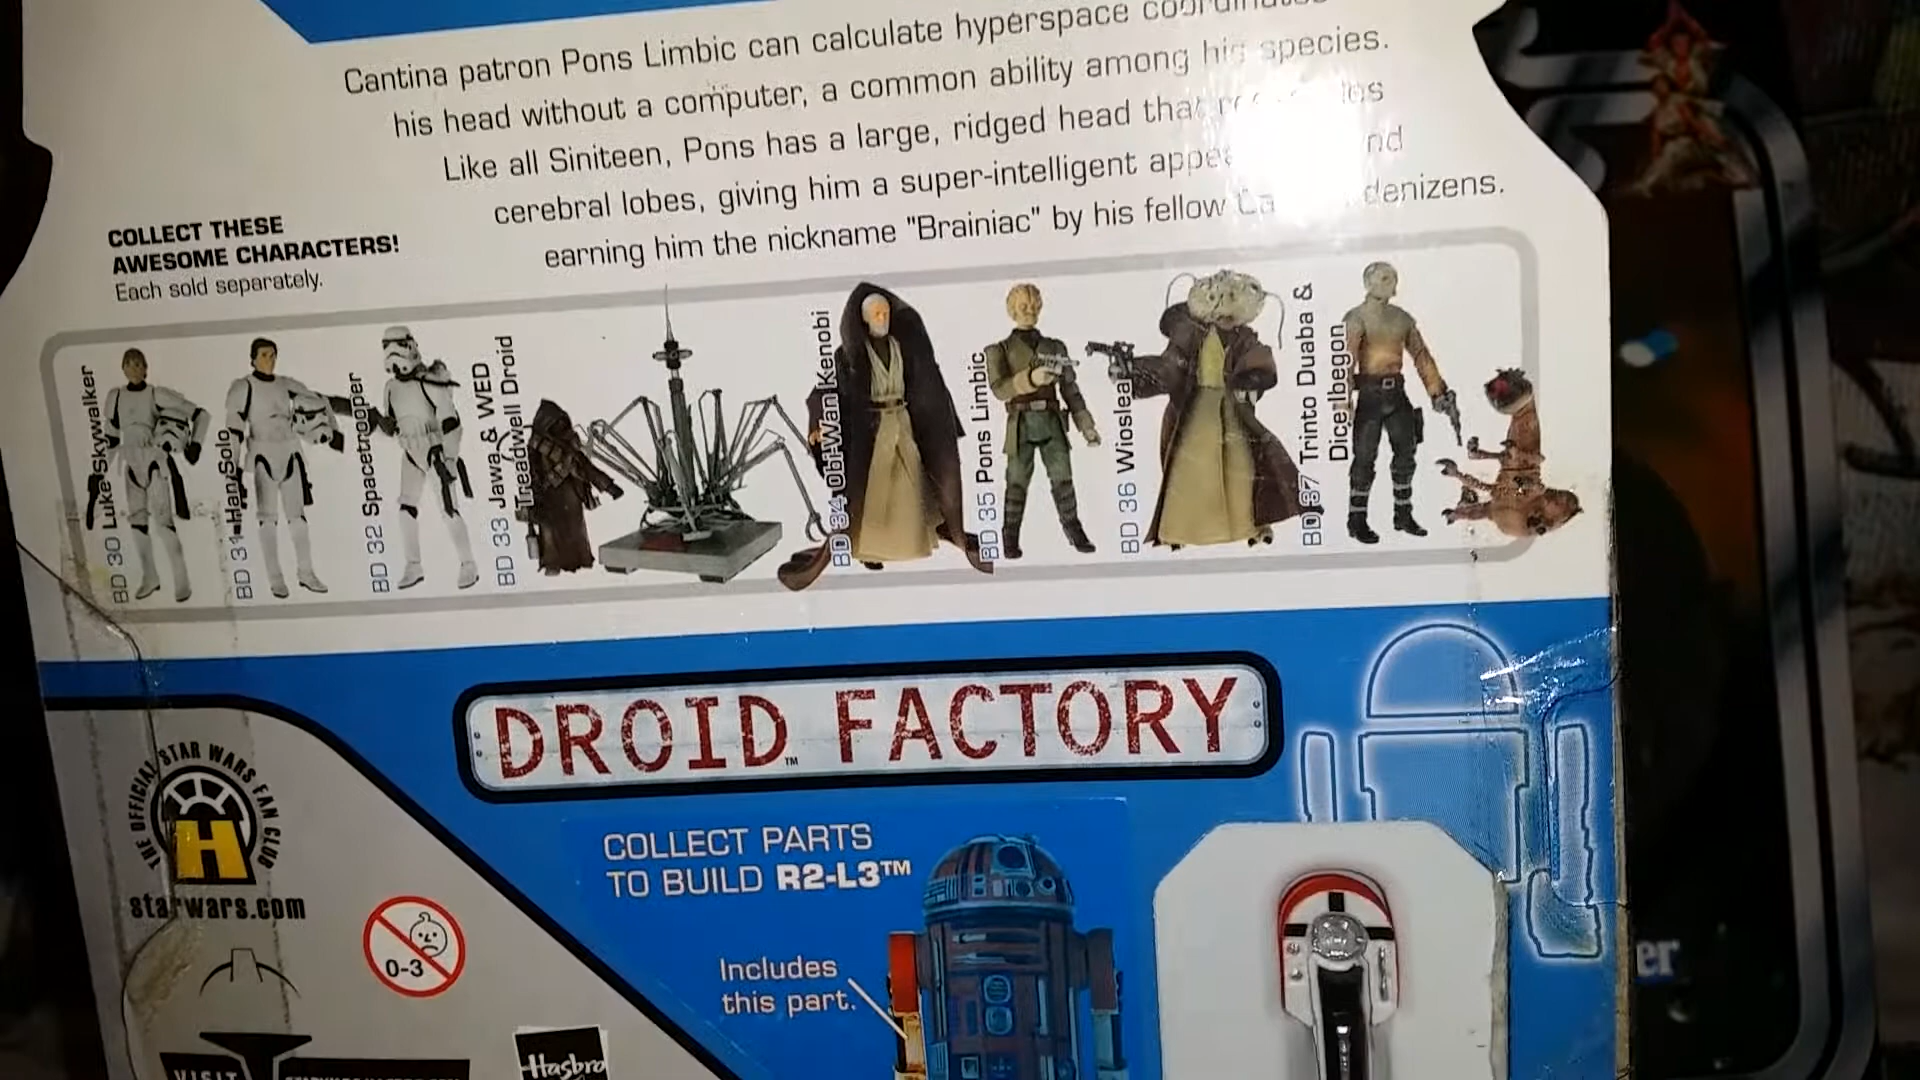 Cantina patron Pons Limbic can calculate hyperspace
his head without a computer, a common ability among his species.
Like all Siniteen, Pons has a large, ridged head that
cerebral lobes, giving him a super-intelligent
earning him the nickname "Brainiac" by his fellow denizens.
COLLECT THESE
AWESOME CHARACTERS!
Each sold separately.
BD 30 Luke Skywalker
BD 31 Han Solo
BD 32 Spacetrooper
BD 33 Jawa & WED
Treadwell Droid
BD 34 Obi-Wan Kenobi
BD 35 Pons Limbic
BD 36 Wioslea
BD 37 Trinto Duaba &
Dice Ibegon
DROID FACTORY™
THE OFFICIAL STAR WARS FAN CLUB
H
starwars.com
0-3
COLLECT PARTS
TO BUILD R2-L3™
Includes
this part.
VISIT
Hasbro
er